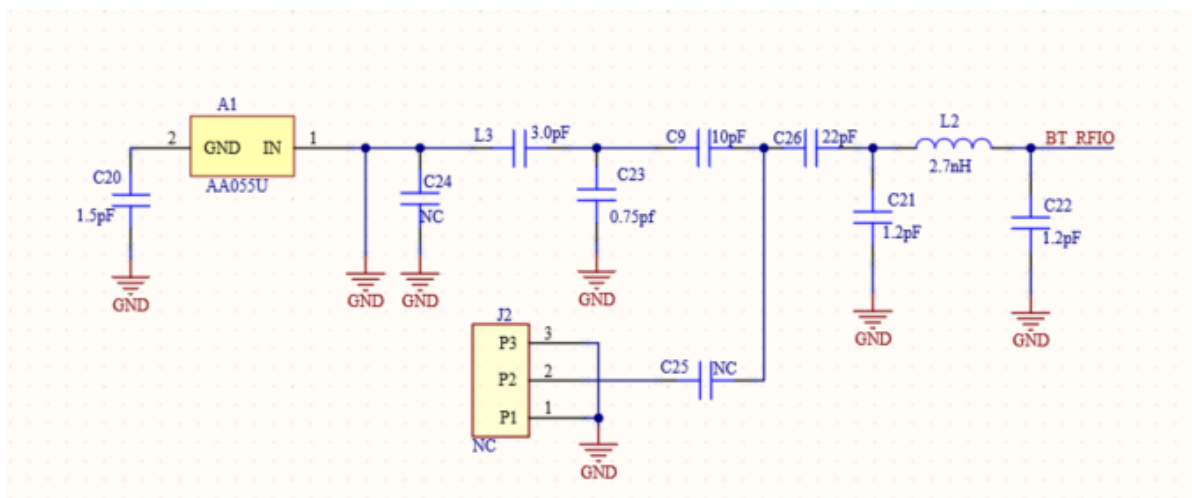 A1
2 GND IN 1
AA055U
C20
1.5pF
GND
GND
C24
NC
GND
L3 3.0pF
C23
0.75pf
GND
C9 10pF
C26 22pF
L2
2.7nH
BT_RFIO
C21
1.2pF
GND
C22
1.2pF
GND
J2
P3 3
P2 2
P1 1
NC
GND
C25 NC